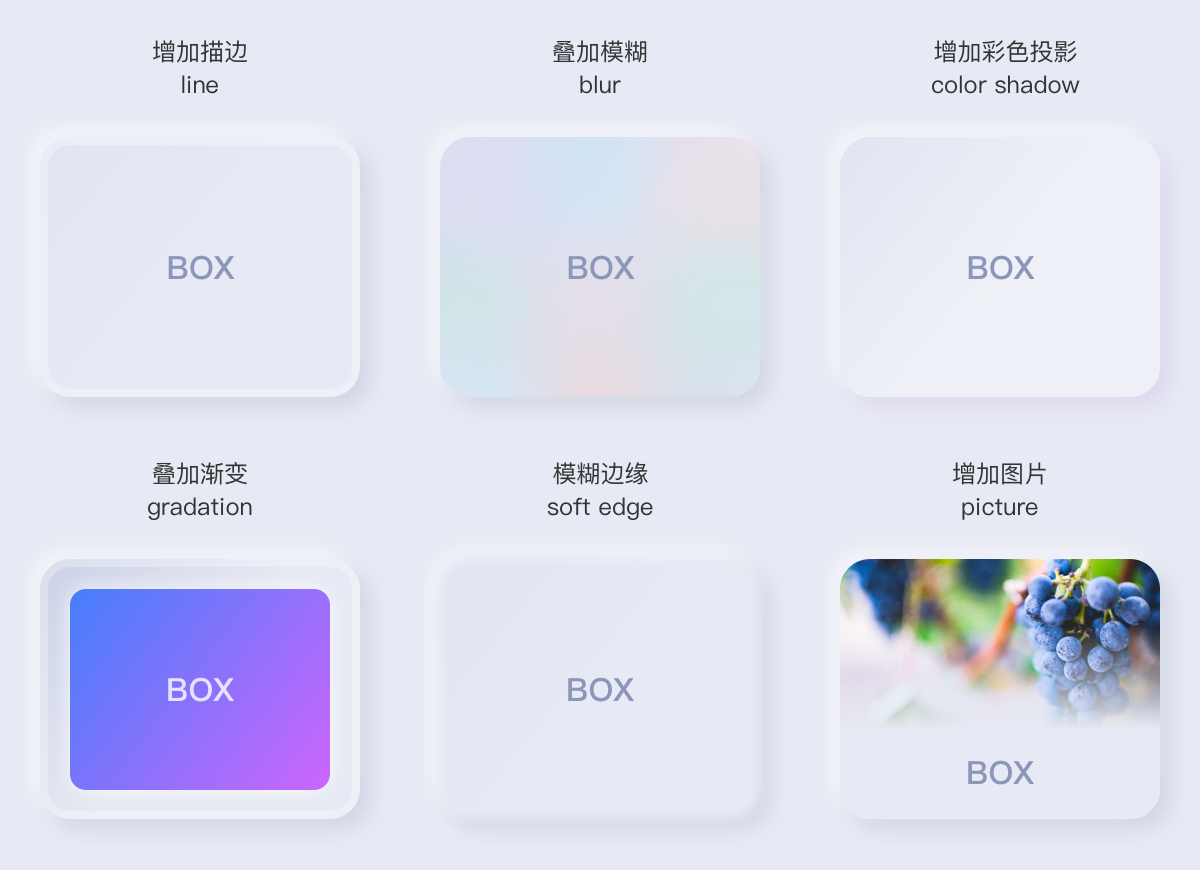 增加描边
line
叠加模糊
blur
增加彩色投影
color shadow
BOX
BOX
BOX
叠加渐变
gradation
模糊边缘
soft edge
增加图片
picture
BOX
BOX
BOX